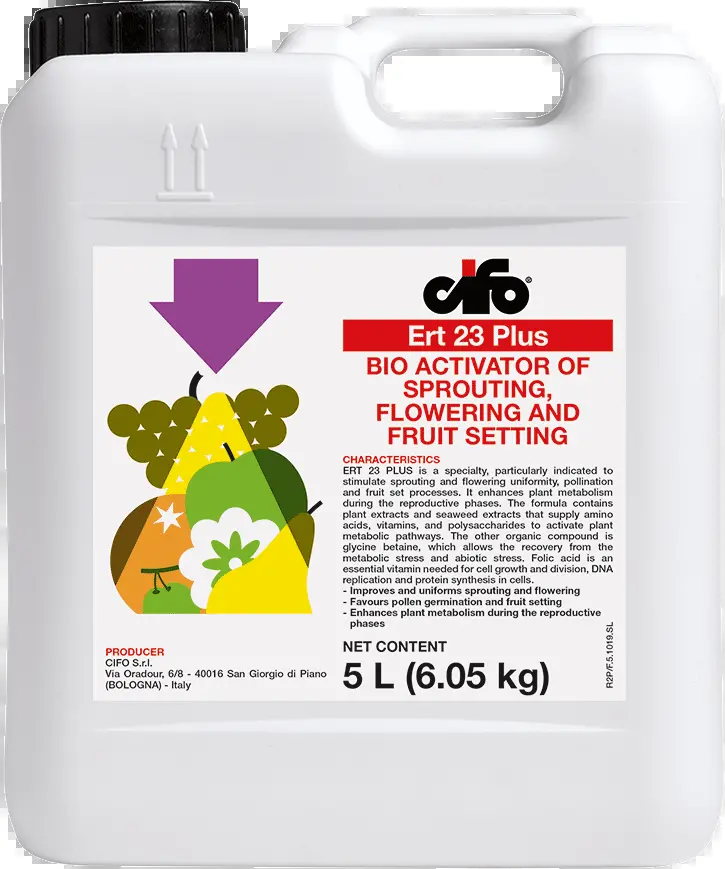 cifo®
Ert 23 Plus
BIO ACTIVATOR OF
SPROUTING,
FLOWERING AND
FRUIT SETTING
CHARACTERISTICS
ERT 23 PLUS is a specialty, particularly indicated to
stimulate sprouting and flowering uniformity, pollination
and fruit set processes. It enhances plant metabolism
during the reproductive phases. The formula contains
plant extracts and seaweed extracts that supply amino
acids, vitamins, and polysaccharides to activate plant
metabolic pathways. The other organic compound is
glycine betaine, which allows the recovery from the
metabolic stress and abiotic stress. Folic acid is an
essential vitamin needed for cell growth and division, DNA
replication and protein synthesis in cells.
- Improves and uniforms sprouting and flowering
- Favours pollen germination and fruit setting
- Enhances plant metabolism during the reproductive
phases
PRODUCER
CIFO S.r.l.
Via Oradour, 6/8 - 40016 San Giorgio di Piano
(BOLOGNA) - Italy
NET CONTENT
5 L (6.05 kg)
R2P/F.5.1019.SL